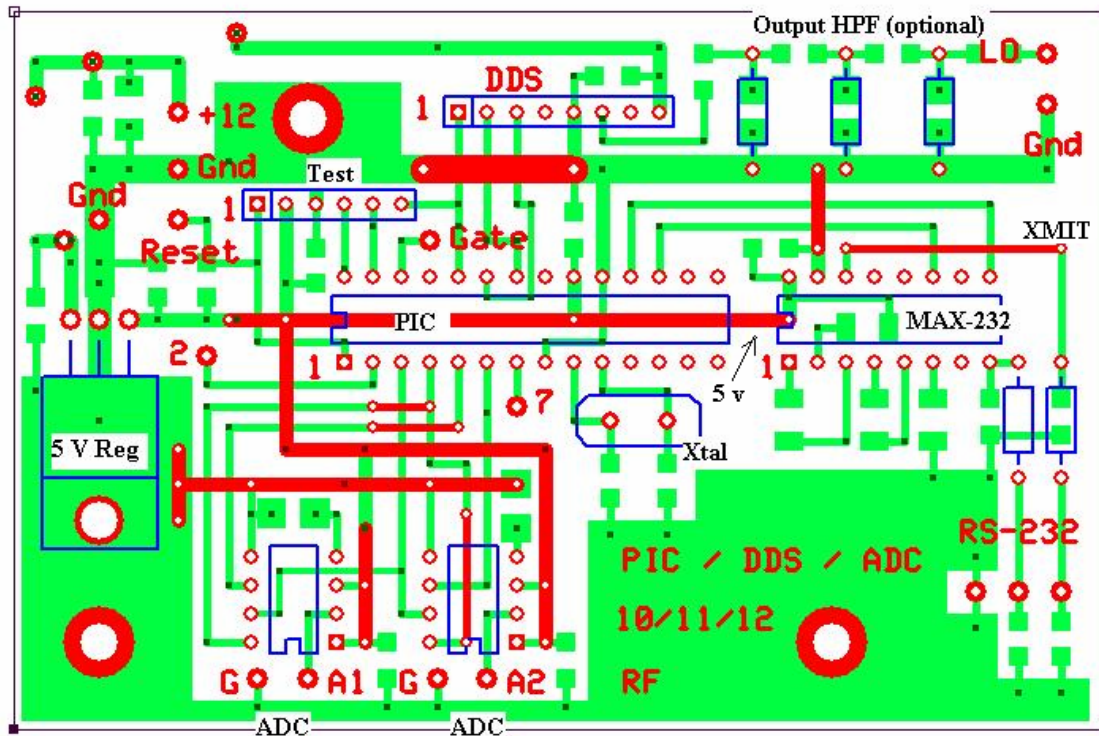 Output HPF (optional)
LO
DDS
1
+12
Gnd
Gnd
Test
Gnd
1
Reset
Gate
XMIT
PIC
MAX-232
2
1
7
5 v
1
5 V Reg
Xtal
RS-232
PIC / DDS / ADC
10/11/12
RF
G
A1
G
A2
ADC
ADC